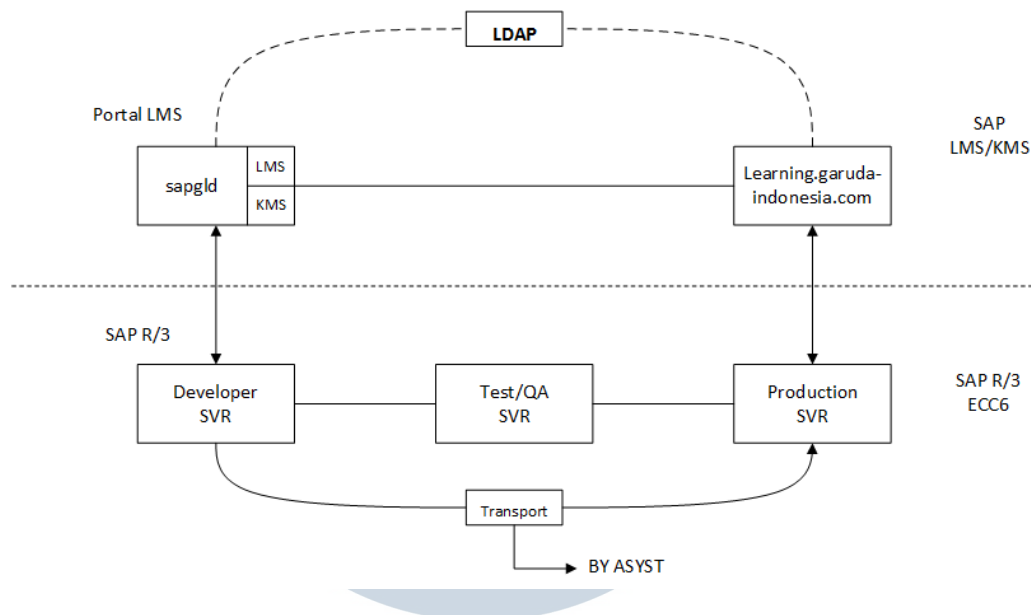 LDAP
Portal LMS
SAP
LMS/KMS
sapgld
LMS
KMS
Learning.garuda-
indonesia.com
SAP R/3
Developer
SVR
Test/QA
SVR
Production
SVR
SAP R/3
ECC6
Transport
BY ASYST